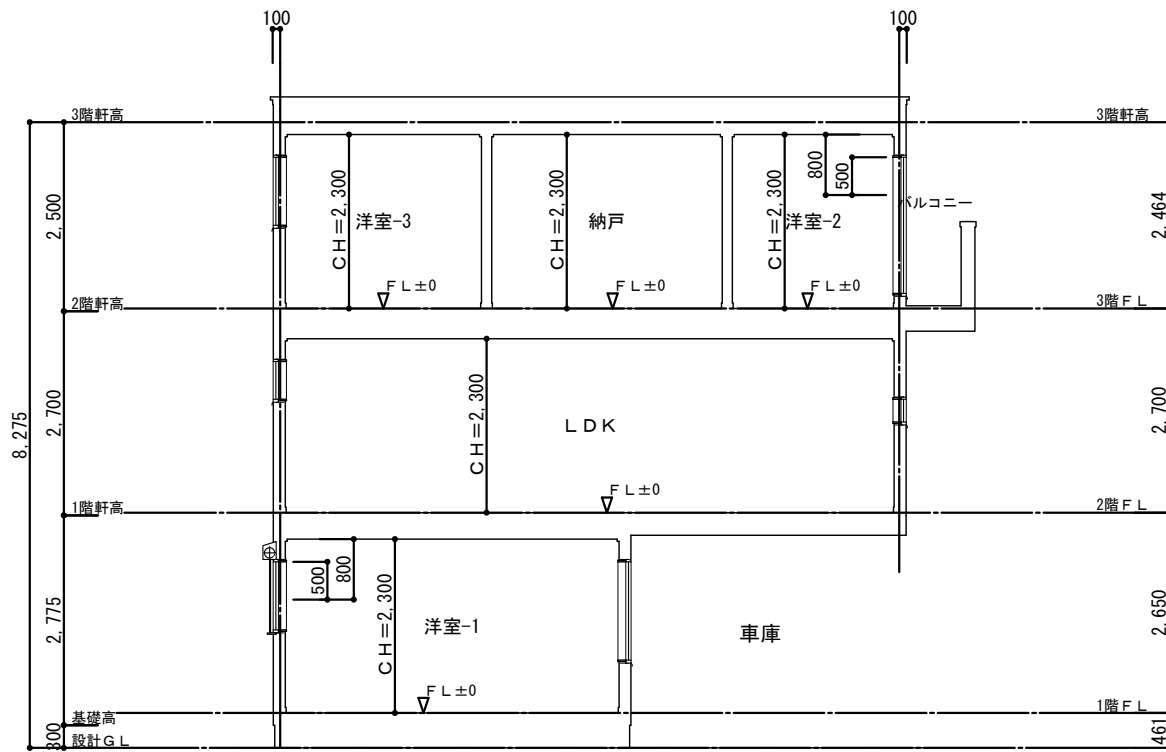 100
100
3階軒高
3階軒高
800
500
CH=2,300
CH=2,300
CH=2,300
2,500
2,464
バルコニー
洋室-3
納戸
洋室-2
FL±0
FL±0
FL±0
2階軒高
3階FL
CH=2,300
2,700
2,700
8,275
LDK
FL±0
1階軒高
2階FL
500
800
CH=2,300
2,775
2,650
洋室-1
車庫
FL±0
基礎高
1階FL
300
461
設計GL